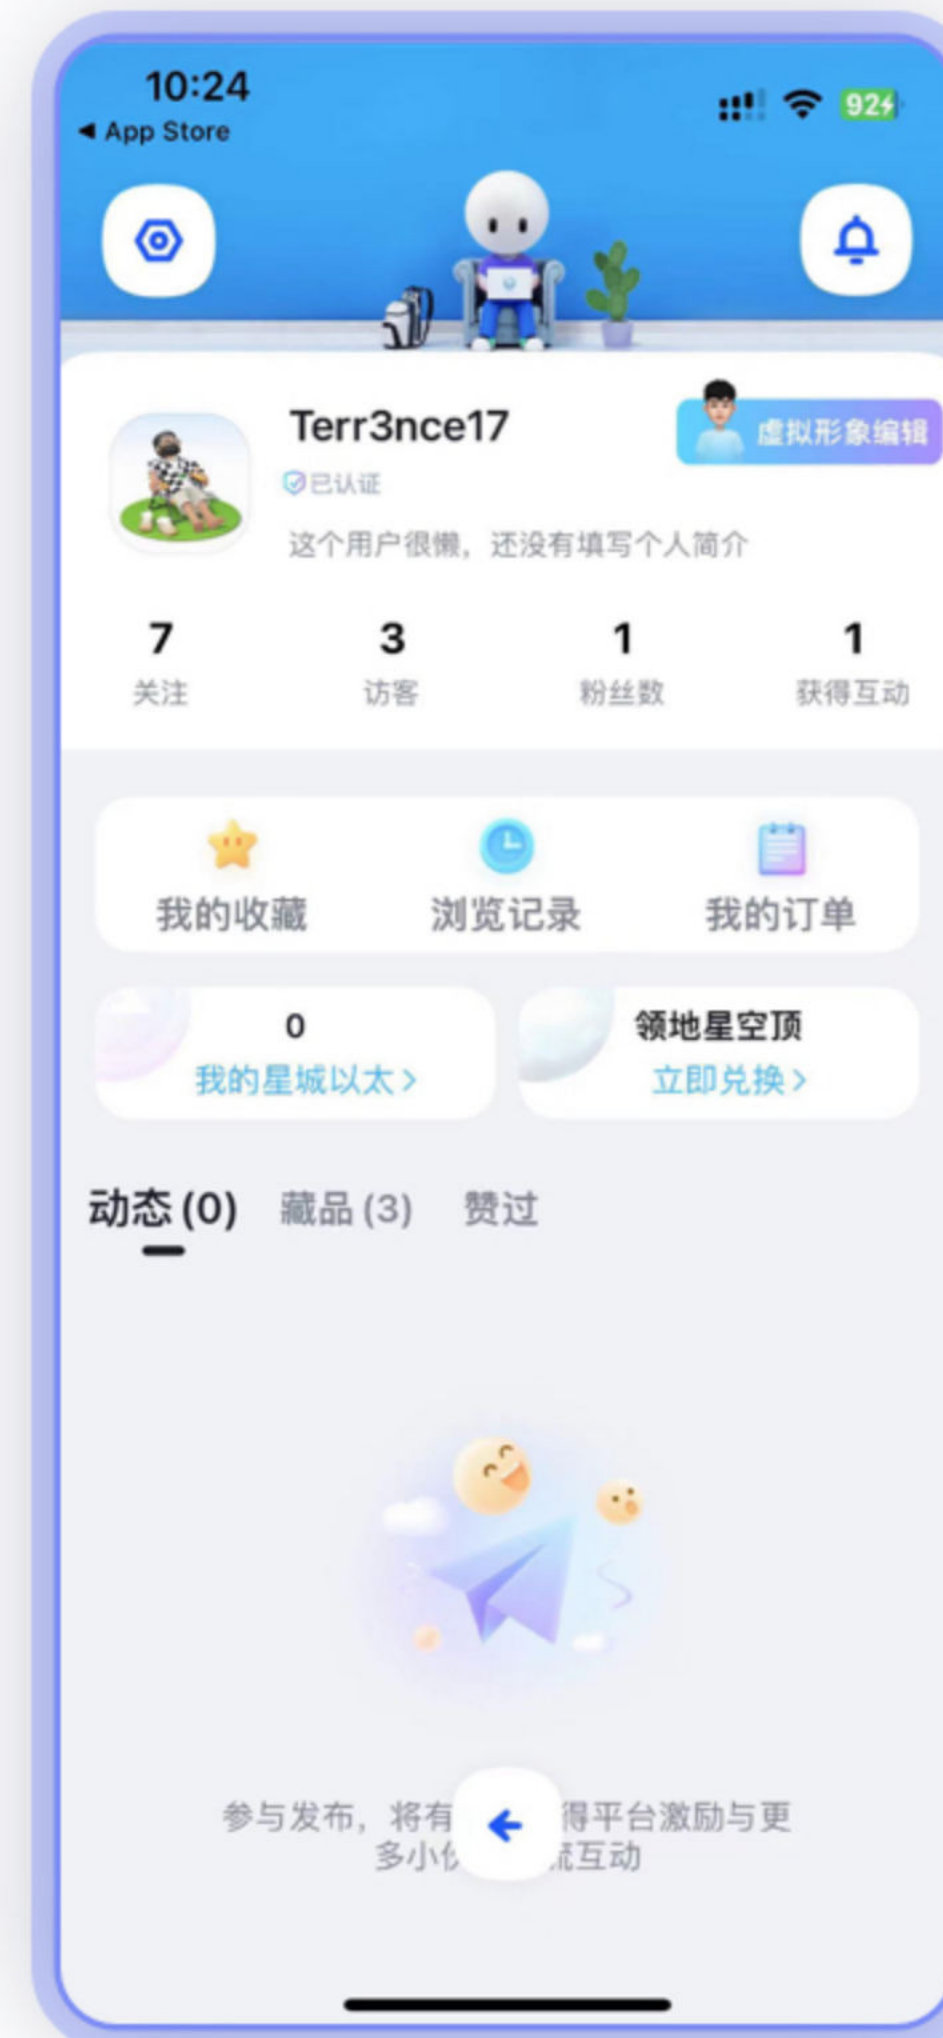 10:24
◀ App Store
92
Terr3nce17
虚拟形象编辑
已认证
这个用户很懒，还没有填写个人简介
7 3 1 1
关注 访客 粉丝数 获得互动
我的收藏 浏览记录 我的订单
0 领地星空顶
我的星城以太> 立即兑换>
动态(0) 藏品(3) 赞过
参与发布，将有 得平台激励与更
多小 互动